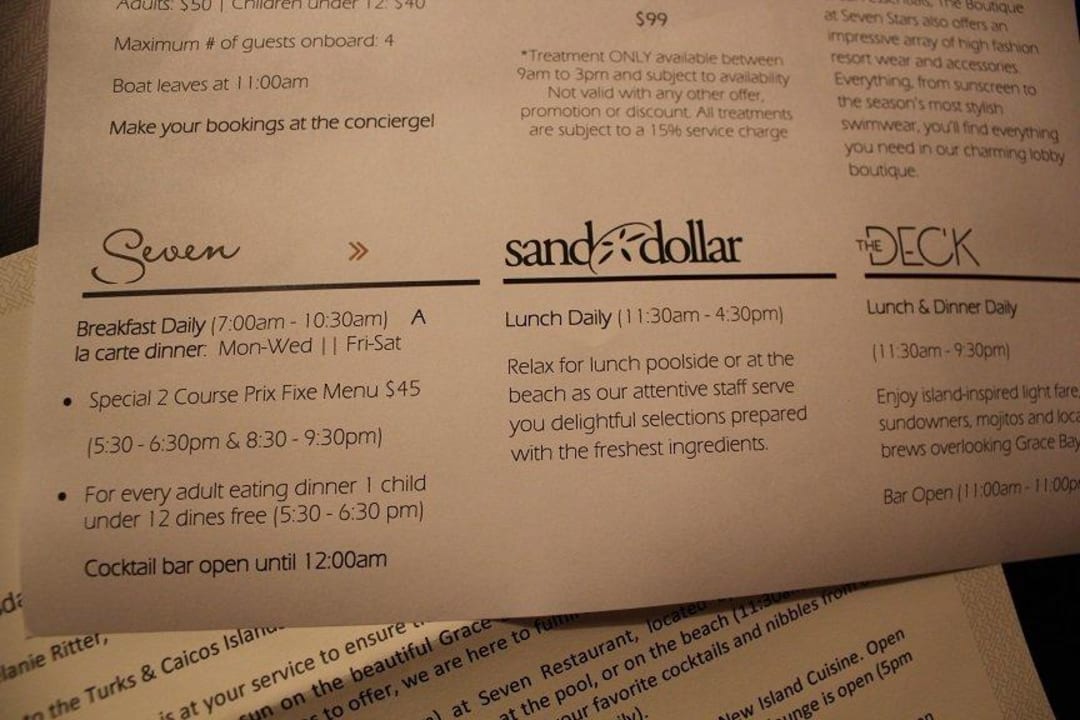 Adults: $50 | Children under 12: $40
Maximum # of guests onboard: 4
Boat leaves at 11:00am
Make your bookings at the concierge!
$99
*Treatment ONLY available between
9am to 3pm and subject to availability
Not valid with any other offer,
promotion or discount. All treatments
are subject to a 15% service charge
The Boutique
at Seven Stars also offers an
impressive array of high fashion
resort wear and accessories.
Everything, from sunscreen to
the season's most stylish
swimwear, you'll find everything
you need in our charming lobby
boutique.
Seven »
Breakfast Daily (7:00am - 10:30am) A
la carte dinner: Mon-Wed || Fri-Sat
• Special 2 Course Prix Fixe Menu $45
(5:30 - 6:30pm & 8:30 - 9:30pm)
• For every adult eating dinner 1 child
under 12 dines free (5:30 - 6:30 pm)
Cocktail bar open until 12:00am
sand dollar
Lunch Daily (11:30am - 4:30pm)
Relax for lunch poolside or at the
beach as our attentive staff serve
you delightful selections prepared
with the freshest ingredients.
THE DECK
Lunch & Dinner Daily
(11:30am - 9:30pm)
Enjoy island-inspired light fare,
sundowners, mojitos and loca
brews overlooking Grace Bay
Bar Open (11:00am - 11:00p
lanie Ritter,
to the Turks & Caicos Islan
is at your service to ensure
un on the beautiful Grace
to offer, we are here to
at Seven Restaurant, located
at the pool, or on the beach (11:30
our favorite cocktails and nibbles from
New Island Cuisine. Open
unge is open (5pm